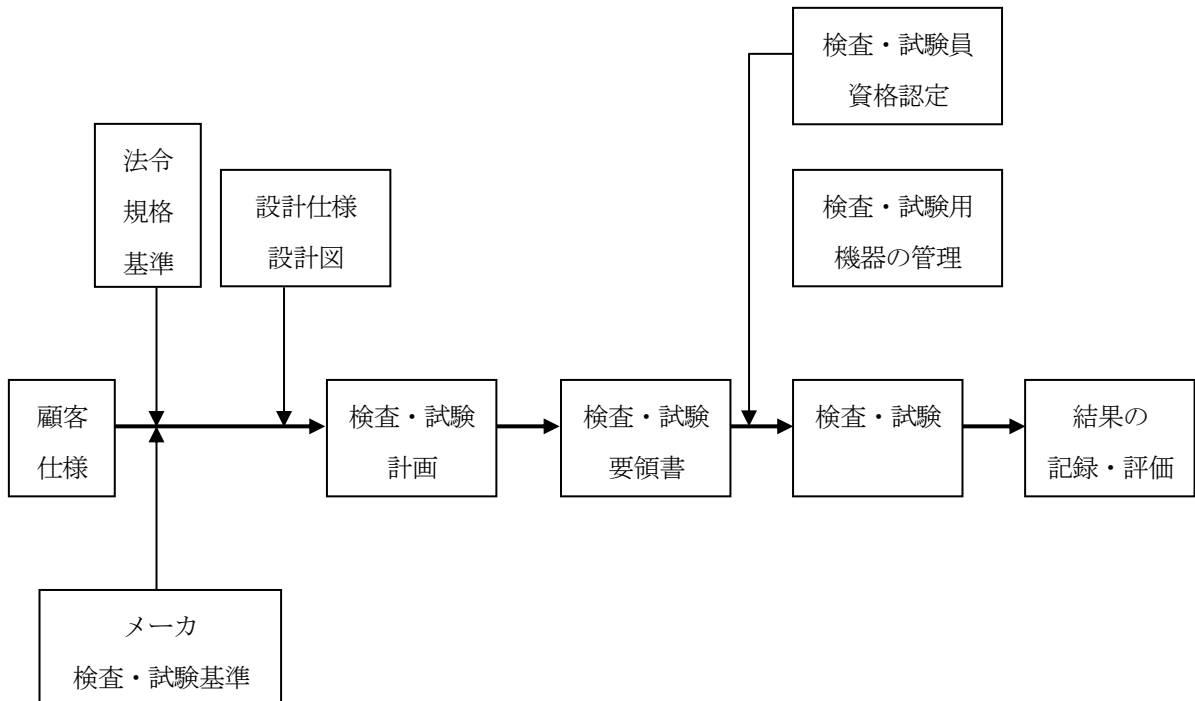 検査・試験員
資格認定
法令
規格
基準
設計仕様
設計図
検査・試験用
機器の管理
顧客
仕様
検査・試験
計画
検査・試験
要領書
検査・試験
結果の
記録・評価
メーカ
検査・試験基準